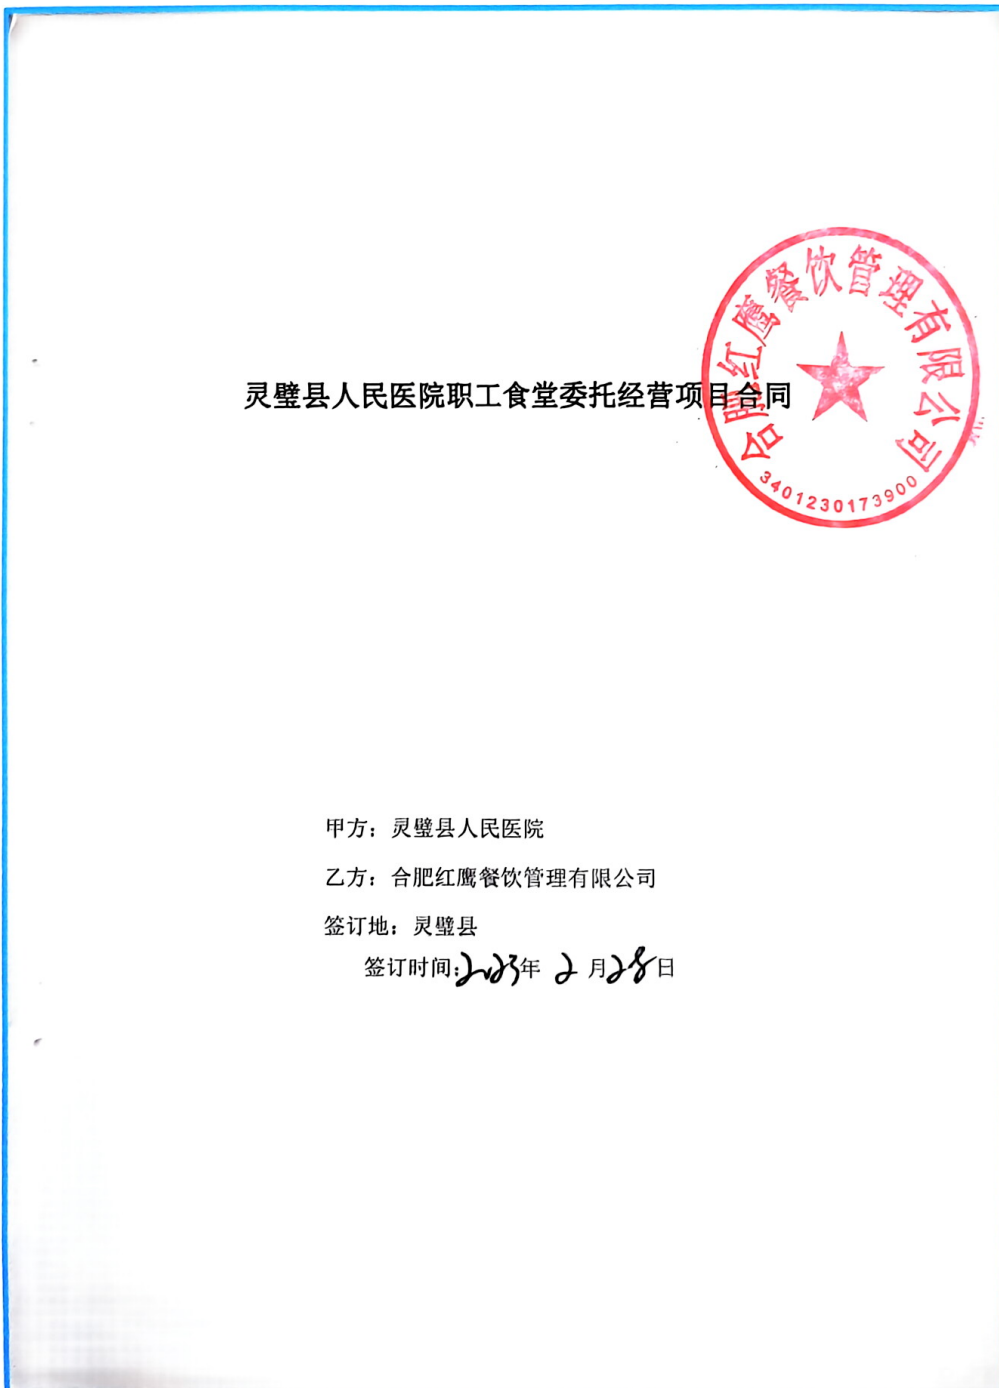 合肥红鹰餐饮管理有限公司
3401230173900
灵璧县人民医院职工食堂委托经营项目合同
甲方：灵璧县人民医院
乙方：合肥红鹰餐饮管理有限公司
签订地：灵璧县
签订时间：2023年 2 月28日